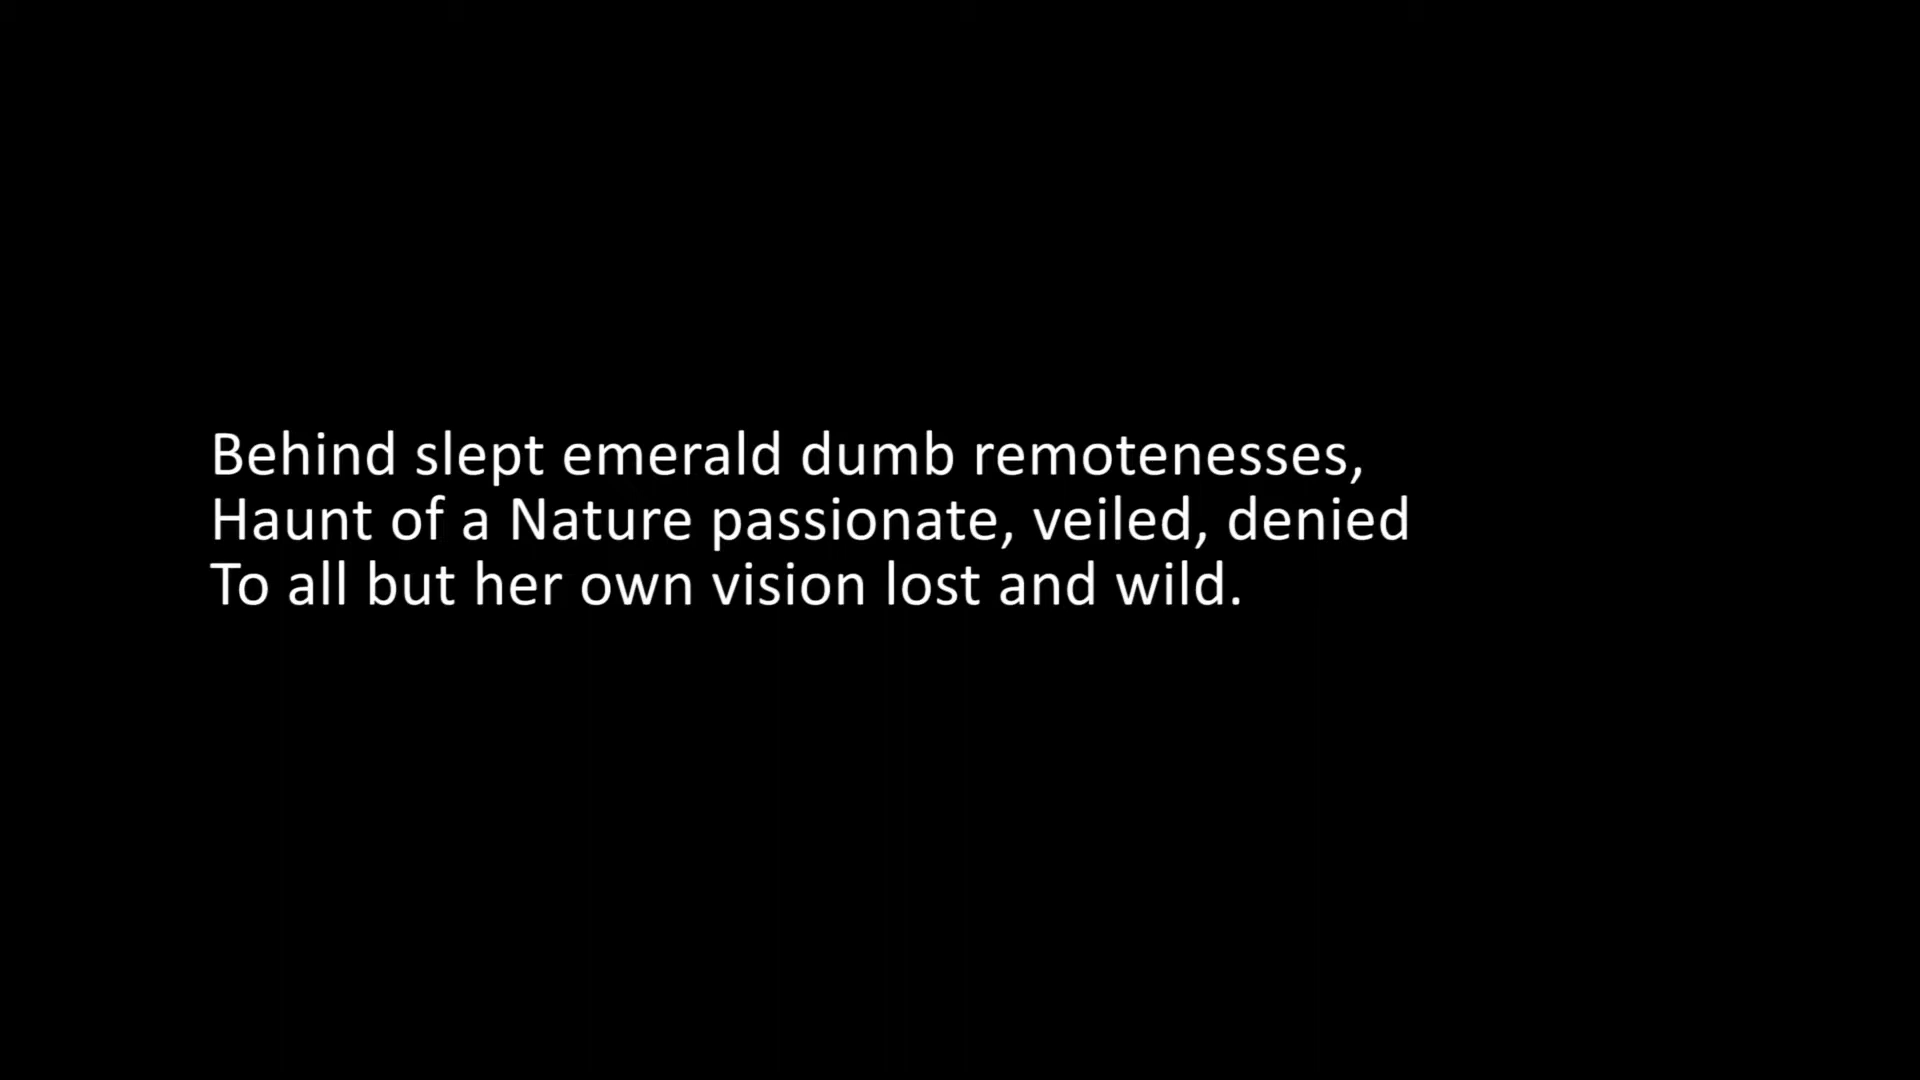 Behind slept emerald dumb remotenesses,
Haunt of a Nature passionate, veiled, denied
To all but her own vision lost and wild.